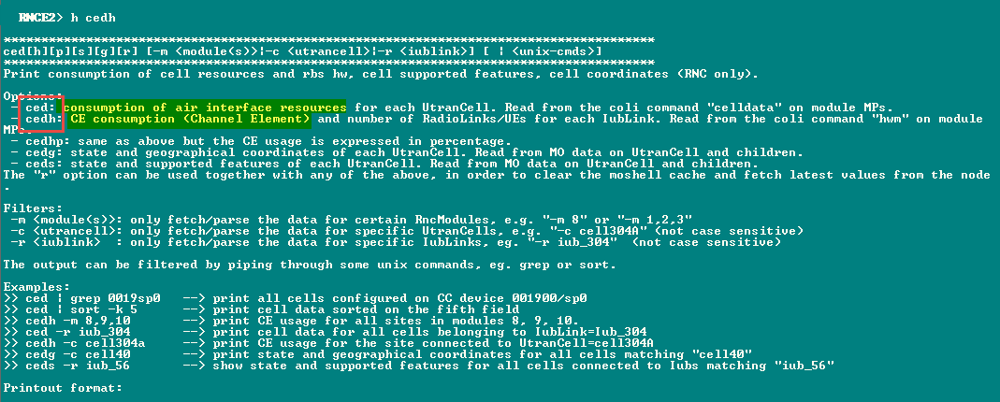 RNCE2> h cedh
***************************************************************************************
ced[h][p][s][g][r] [-m <module(s)>¦-c <utrancell>¦-r <iublink>] [ ¦ <unix-cmds>]
***************************************************************************************
Print consumption of cell resources and rbs hw, cell supported features, cell coordinates (RNC only).
Options:
- ced: consumption of air interface resources for each UtranCell. Read from the coli command "celldata" on module MPs.
- cedh: CE consumption (Channel Element) and number of RadioLinks/UEs for each IubLink. Read from the coli command "hwm" on module
MPs.
- cedhp: same as above but the CE usage is expressed in percentage.
- cedg: state and geographical coordinates of each UtranCell. Read from MO data on UtranCell and children.
- ceds: state and supported features of each UtranCell. Read from MO data on UtranCell and children.
The "r" option can be used together with any of the above, in order to clear the moshell cache and fetch latest values from the node
.
Filters:
-m <module(s)>: only fetch/parse the data for certain RncModules, e.g. "-m 8" or "-m 1,2,3"
-c <utrancell>: only fetch/parse the data for specific UtranCells, e.g. "-c cell304A" (not case sensitive)
-r <iublink>  : only fetch/parse the data for specific IubLinks, eg. "-r iub_304"  (not case sensitive)
The output can be filtered by piping through some unix commands, eg. grep or sort.
Examples:
>> ced ¦ grep 0019sp0   --> print all cells configured on CC device 001900/sp0
>> ced ¦ sort -k 5      --> print cell data sorted on the fifth field
>> cedh -m 8,9,10       --> print CE usage for all sites in modules 8, 9, 10.
>> ced -r iub_304       --> print cell data for all cells belonging to IubLink=Iub_304
>> cedh -c cell304a     --> print CE usage for the site connected to UtranCell=cell304A
>> cedg -c cell40       --> print state and geographical coordinates for all cells matching "cell40"
>> ceds -r iub_56       --> show state and supported features for all cells connected to Iubs matching "iub_56"
Printout format: